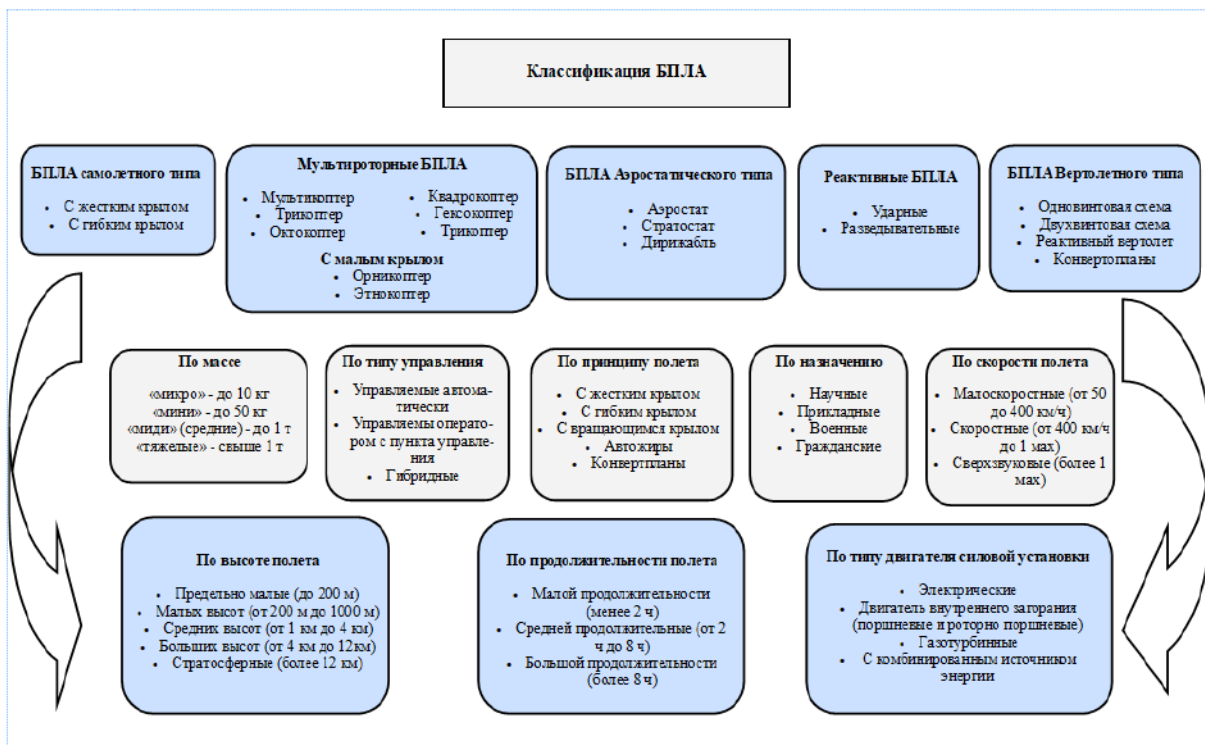 Классификация БПЛА
БПЛА самолетного типа
• С жестким крылом
• С гибким крылом
Мультироторные БПЛА
• Мультикоптер
• Трикоптер
• Октокоптер
• Квадрокоптер
• Гексокоптер
• Трикоптер
С малым крылом
• Орникоптер
• Этнокоптер
БПЛА Аэростатического типа
• Аэростат
• Стратостат
• Дирижабль
Реактивные БПЛА
• Ударные
• Разведывательные
БПЛА Вертолетного типа
• Одновинтовая схема
• Двухвинтовая схема
• Реактивный вертолет
• Конвертопланы
По массе
«микро» - до 10 кг
«мини» - до 50 кг
«миди» (средние) - до 1 т
«тяжелые» - свыше 1 т
По типу управления
• Управляемые автома-
тически
• Управляемы операто-
ром с пункта управле-
ния
• Гибридные
По принципу полета
• С жестким крылом
• С гибким крылом
• С вращающимся крылом
• Автожиры
• Конвертпланы
По назначению
• Научные
• Прикладные
• Военные
• Гражданские
По скорости полета
• Малоскоростные (от 50
до 400 км/ч)
• Скоростные (от 400 км/ч
до 1 мах)
• Сверхзвуковые (более 1
мах)
По высоте полета
• Предельно малые (до 200 м)
• Малых высот (от 200 м до 1000 м)
• Средних высот (от 1 км до 4 км)
• Больших высот (от 4 км до 12км)
• Стратосферные (более 12 км)
По продолжительности полета
• Малой продолжительности
(менее 2 ч)
• Средней продолжительные (от 2
ч до 8 ч)
• Большой продолжительности
(более 8 ч)
По типу двигателя силовой установки
• Электрические
• Двигатель внутреннего загорания
(поршневые и роторно поршневые)
• Газотурбинные
• С комбинированным источником
энергии